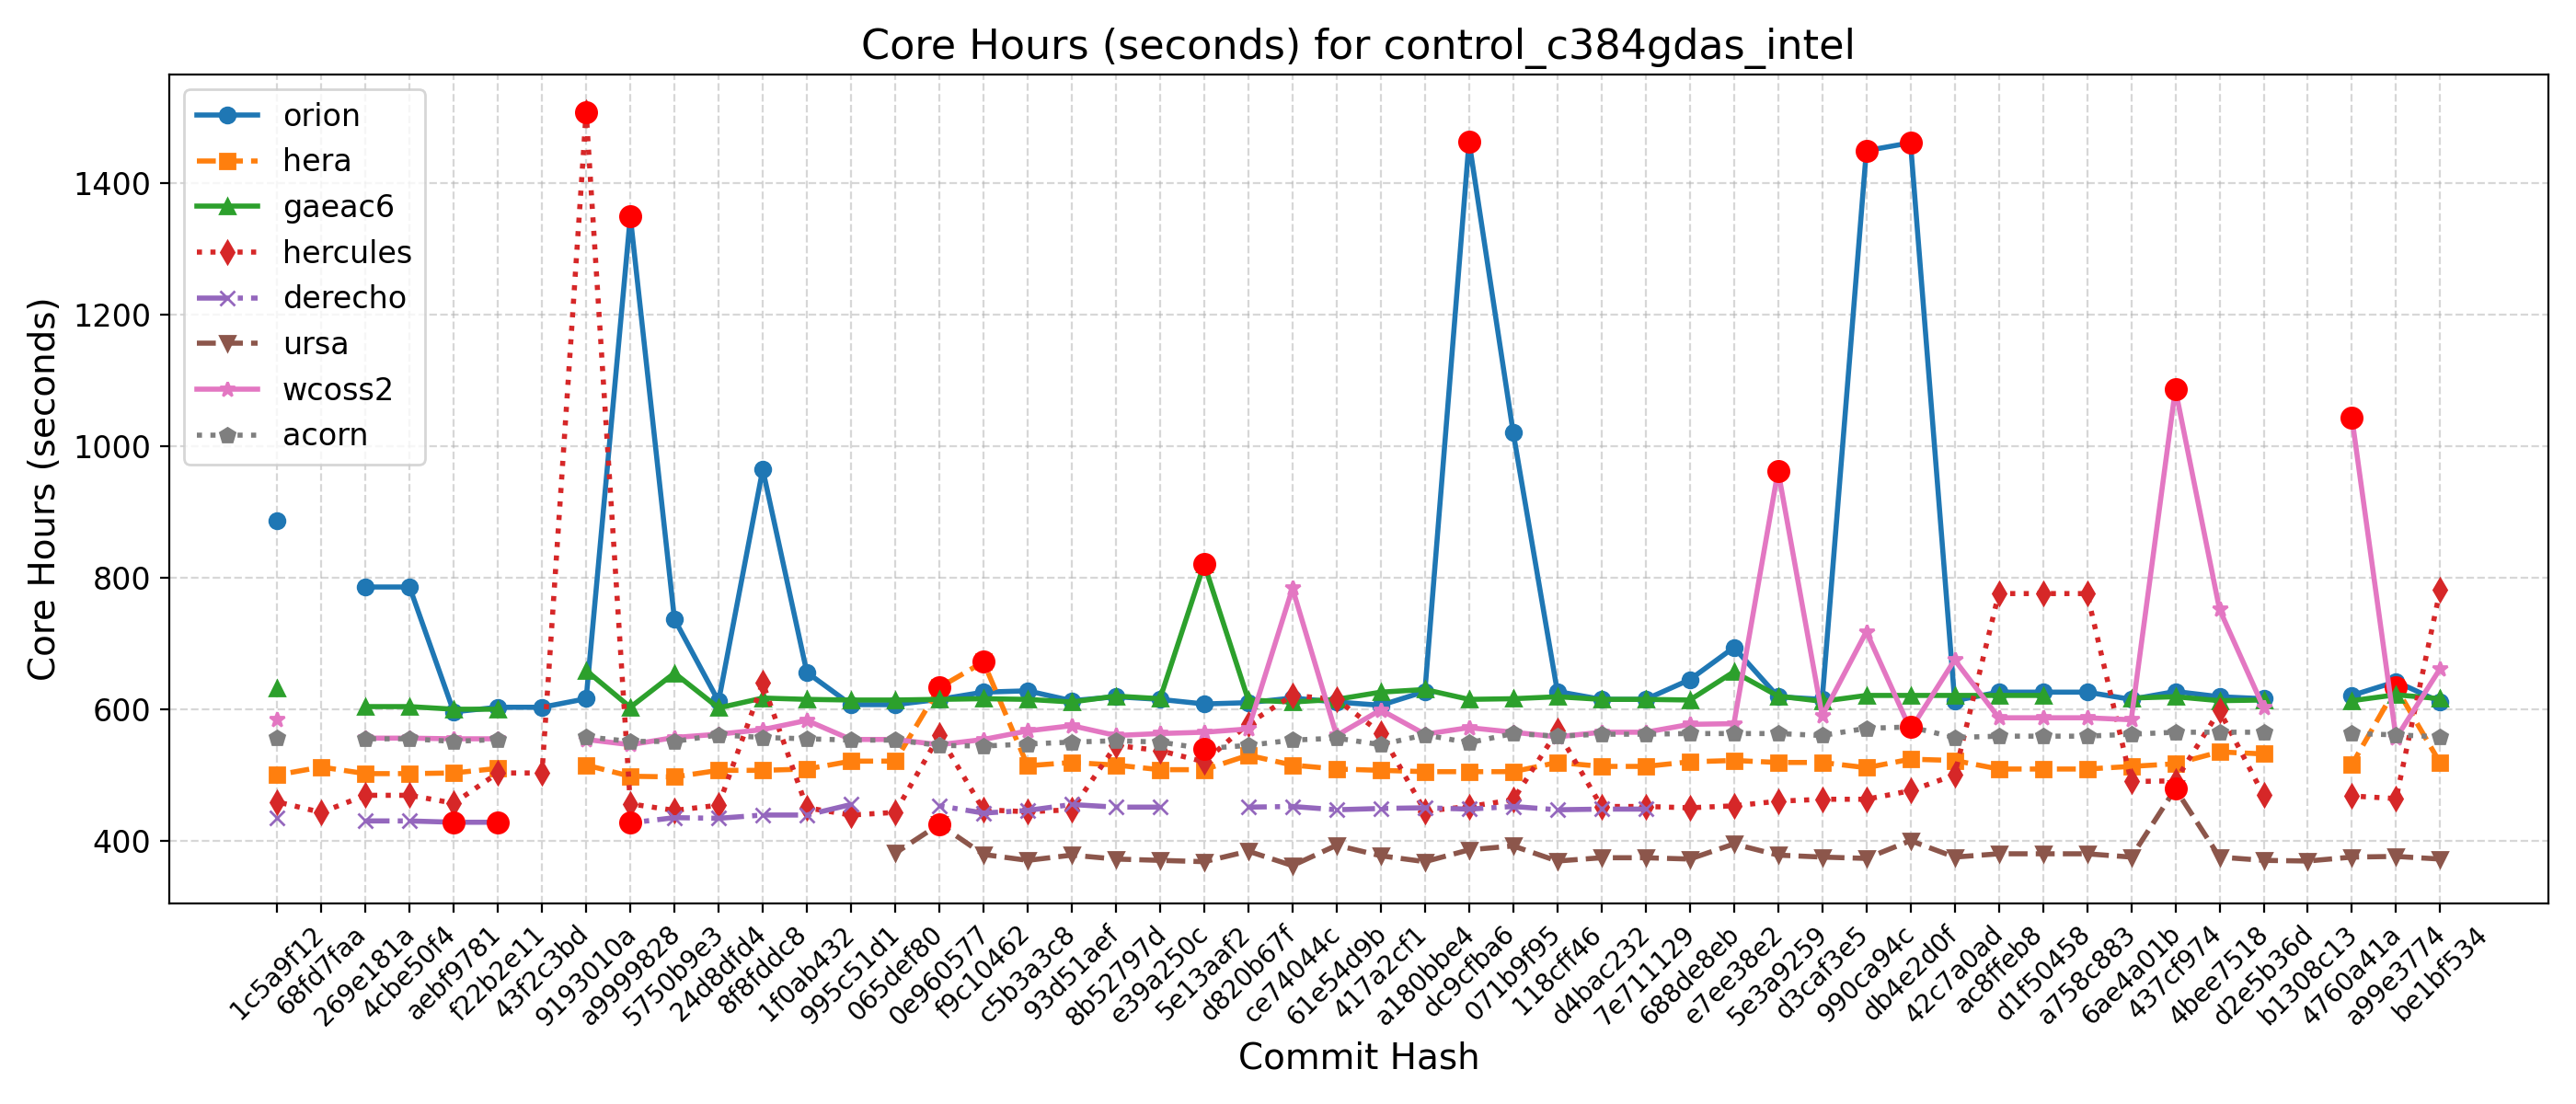 Core Hours (seconds) for control_c384gdas_intel
orion
hera
gaeac6
hercules
derecho
ursa
wcoss2
acorn
Core Hours (seconds)
1400
1200
1000
800
600
400
1c5a9f12
68fd7faa
269e181a
4cbe50f4
aebf9781
f22b2e11
43f2c3bd
9193010a
a9999828
5750b9e3
24d8dfd4
8f8fddc8
1f0ab432
995c51d1
065def80
0e960577
f9c10462
c5b3a3c8
93d51aef
8b52797d
e39a250c
5e13aaf2
d820b67f
ce74044c
61e54d9b
417a2cf1
a180bbe4
dc9cfba6
071b9f95
118cff46
d4bac232
7e711129
688de8eb
e7ee38e2
5e3a9259
d3caf3e5
990ca94c
db4e2d0f
42c7a0ad
ac8ffeb8
d1f50458
a758c883
6ae4a01b
437cf974
4bee7518
d2e5b36d
b1308c13
4760a41a
a99e3774
be1bf534
Commit Hash